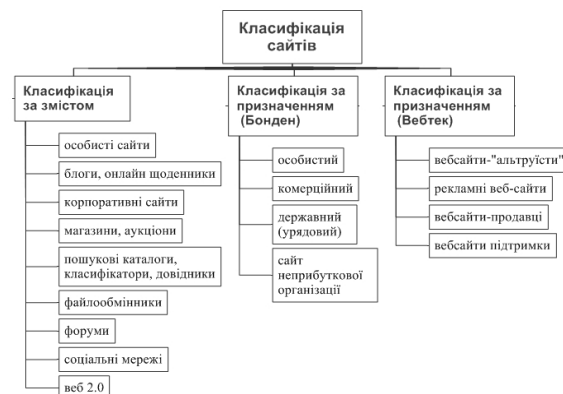 Класифікація
сайтів
Класифікація
за змістом
особисті сайти
блоги, онлайн щоденники
корпоративні сайти
магазини, аукціони
пошукові каталоги,
класифікатори, довідники
файлообмінники
форуми
соціальні мережі
веб 2.0
Класифікація за
призначенням
(Бонден)
особистий
комерційний
державний
(урядовий)
сайт
неприбуткової
організації
Класифікація за
призначенням
(Вебтек)
вебсайти-"альтруїсти"
рекламні веб-сайти
вебсайти-продавці
вебсайти підтримки